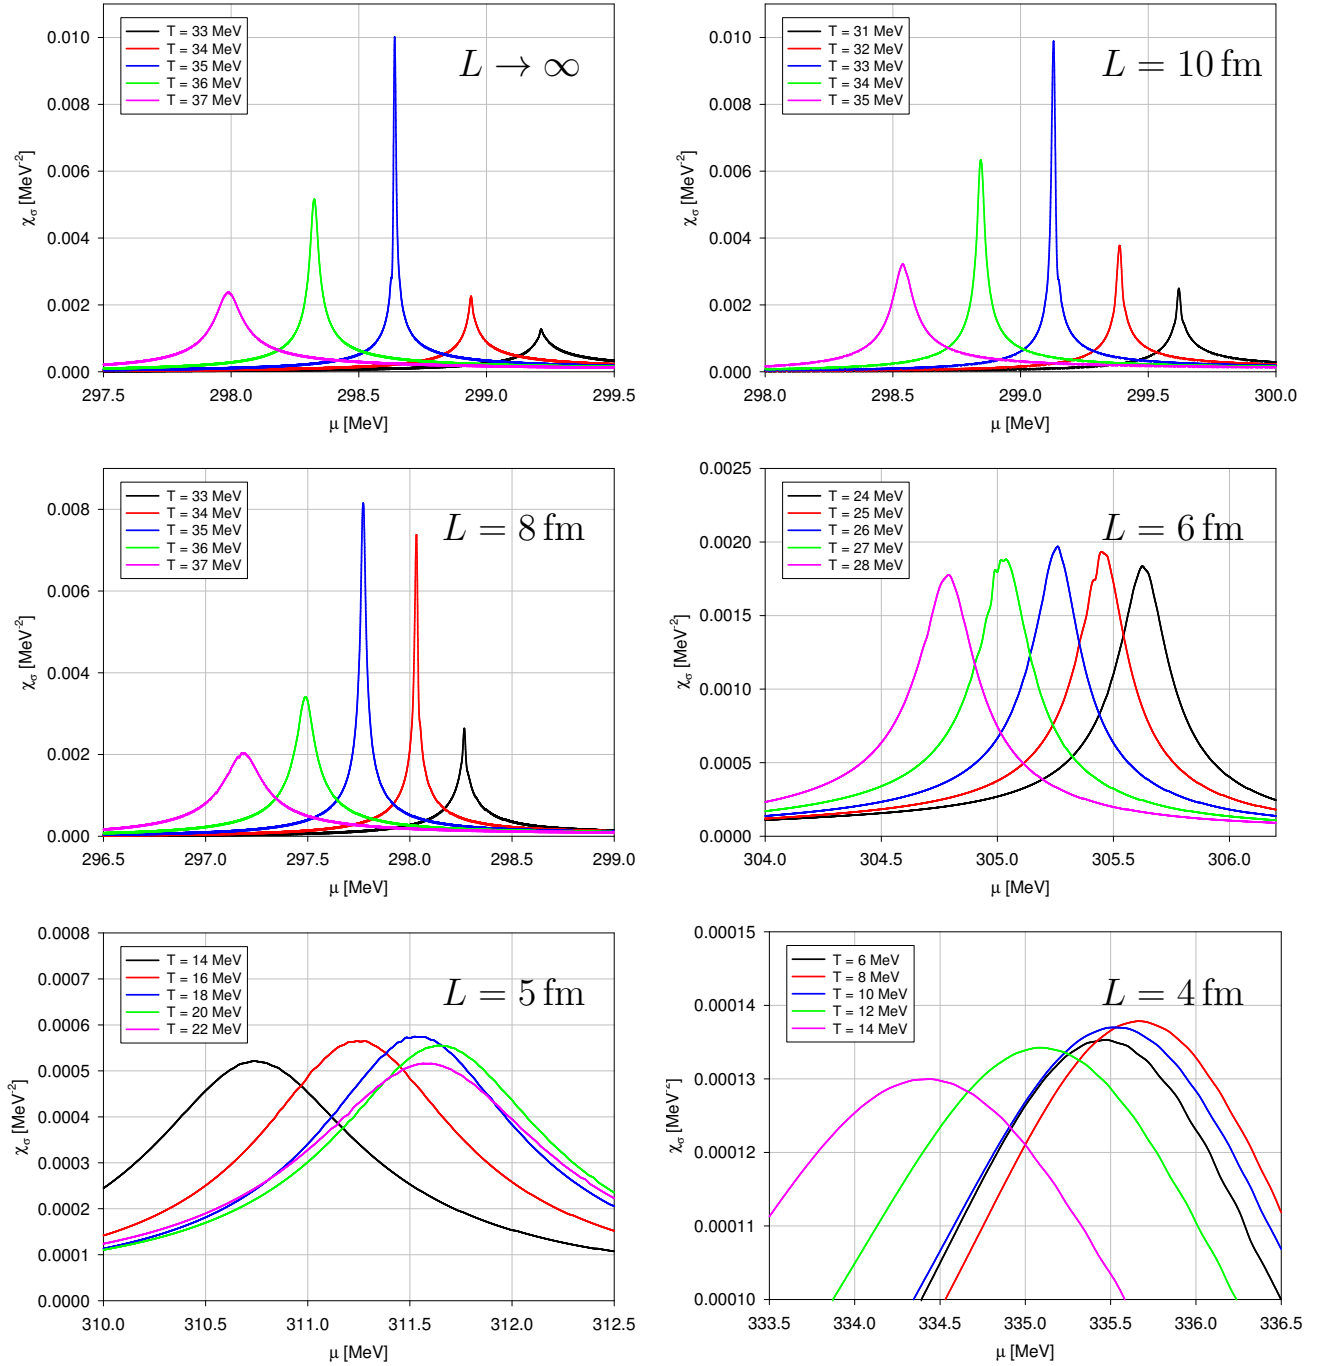 T = 33 MeV
T = 34 MeV
T = 35 MeV
T = 36 MeV
T = 37 MeV
L → ∞
0.010
0.008
0.006
0.004
0.002
0.000
χσ [MeV⁻²]
297.5 298.0 298.5 299.0 299.5
μ [MeV]
T = 31 MeV
T = 32 MeV
T = 33 MeV
T = 34 MeV
T = 35 MeV
L = 10 fm
0.010
0.008
0.006
0.004
0.002
0.000
χσ [MeV⁻²]
298.0 298.5 299.0 299.5 300.0
μ [MeV]
T = 33 MeV
T = 34 MeV
T = 35 MeV
T = 36 MeV
T = 37 MeV
L = 8 fm
0.008
0.006
0.004
0.002
0.000
χσ [MeV⁻²]
296.5 297.0 297.5 298.0 298.5 299.0
μ [MeV]
T = 24 MeV
T = 25 MeV
T = 26 MeV
T = 27 MeV
T = 28 MeV
L = 6 fm
0.0025
0.0020
0.0015
0.0010
0.0005
0.0000
χσ [MeV⁻²]
304.0 304.5 305.0 305.5 306.0
μ [MeV]
T = 14 MeV
T = 16 MeV
T = 18 MeV
T = 20 MeV
T = 22 MeV
L = 5 fm
0.0008
0.0007
0.0006
0.0005
0.0004
0.0003
0.0002
0.0001
0.0000
χσ [MeV⁻²]
310.0 310.5 311.0 311.5 312.0 312.5
μ [MeV]
T = 6 MeV
T = 8 MeV
T = 10 MeV
T = 12 MeV
T = 14 MeV
L = 4 fm
0.00015
0.00014
0.00013
0.00012
0.00011
0.00010
χσ [MeV⁻²]
333.5 334.0 334.5 335.0 335.5 336.0 336.5
μ [MeV]